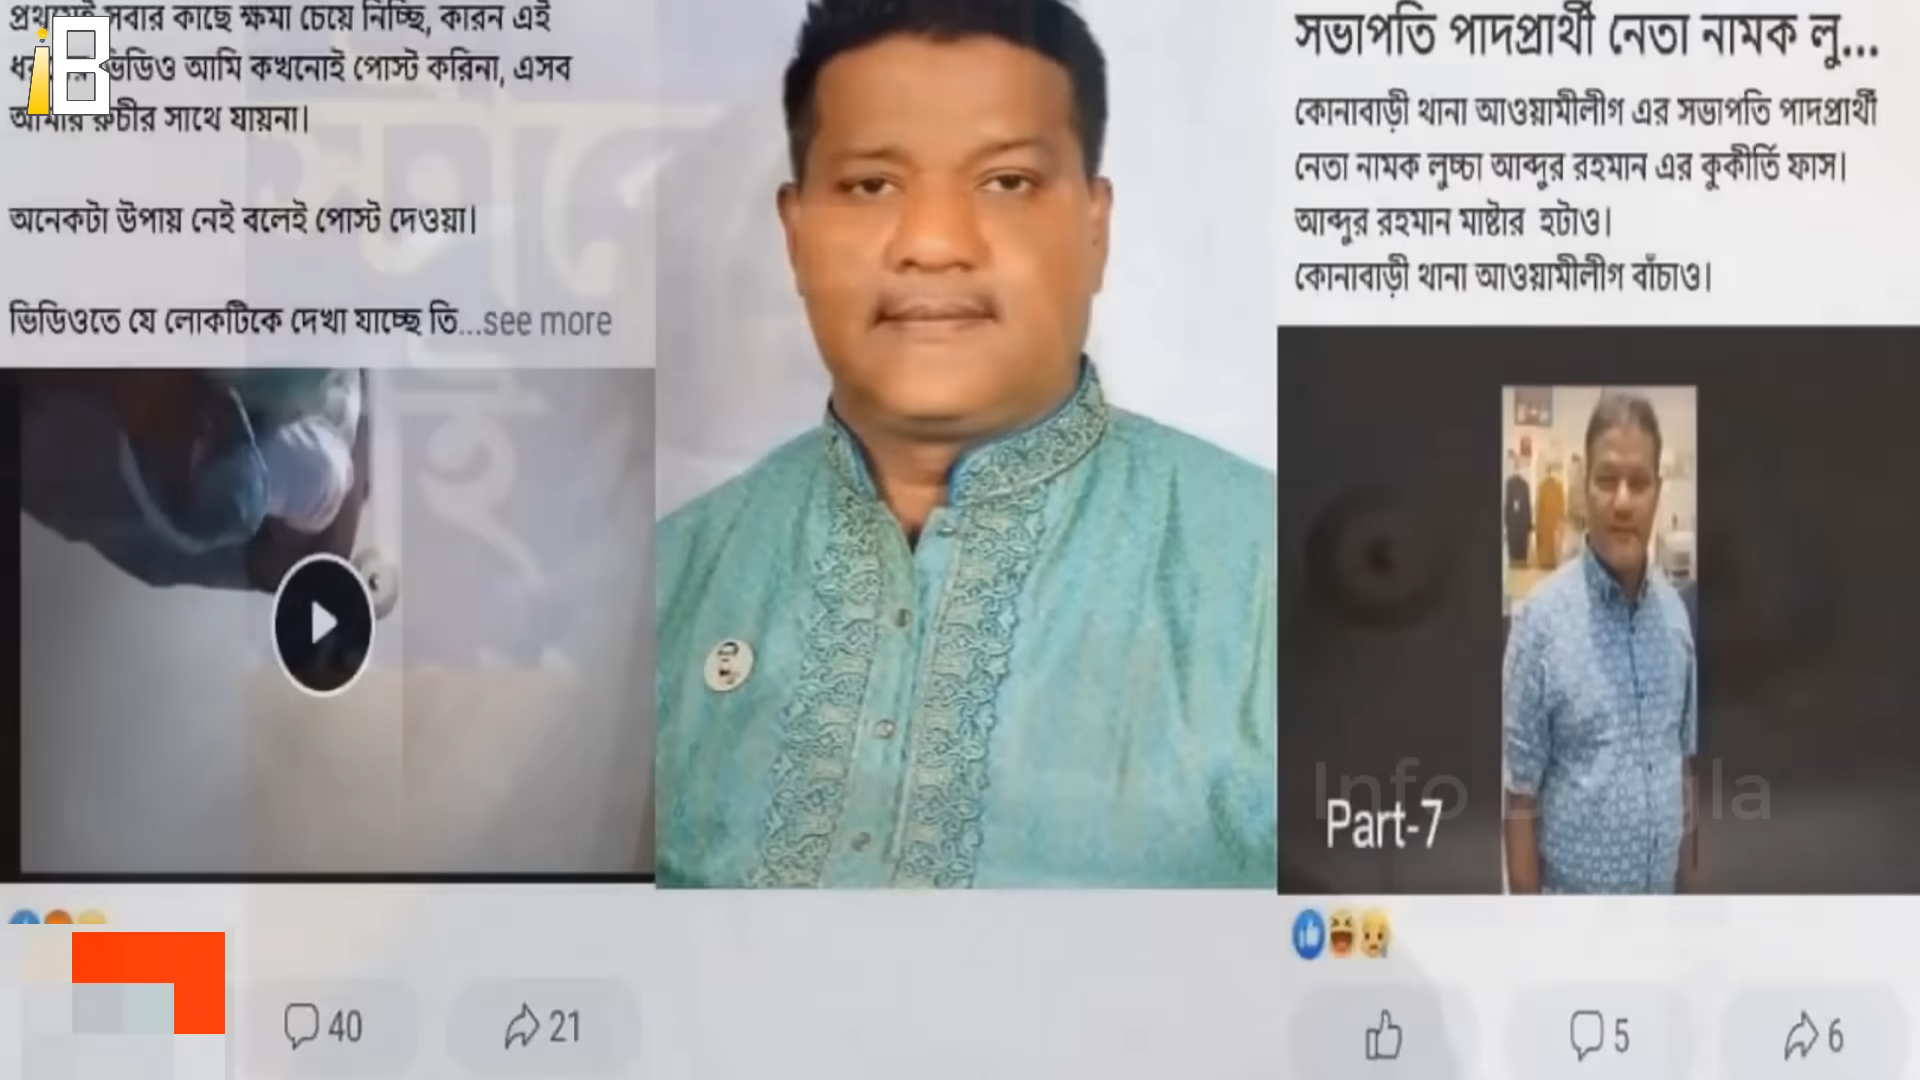 প্রথমেই সবার কাছে ক্ষমা চেয়ে নিচ্ছি, কারন এই
ভিডিও আমি কখনোই পোস্ট করিনা, এসব
আমার রুচীর সাথে যায়না।
অনেকটা উপায় নেই বলেই পোস্ট দেওয়া।
ভিডিওতে যে লোকটিকে দেখা যাচ্ছে তি...see more
40
21
সভাপতি পাদপ্রার্থী নেতা নামক লু...
কোনাবাড়ী থানা আওয়ামীলীগ এর সভাপতি পাদপ্রার্থী
নেতা নামক লুচ্চা আব্দুর রহমান এর কুকীর্তি ফাস।
আব্দুর রহমান মাষ্টার হটাও।
কোনাবাড়ী থানা আওয়ামীলীগ বাঁচাও।
Info
Part-7
5
6